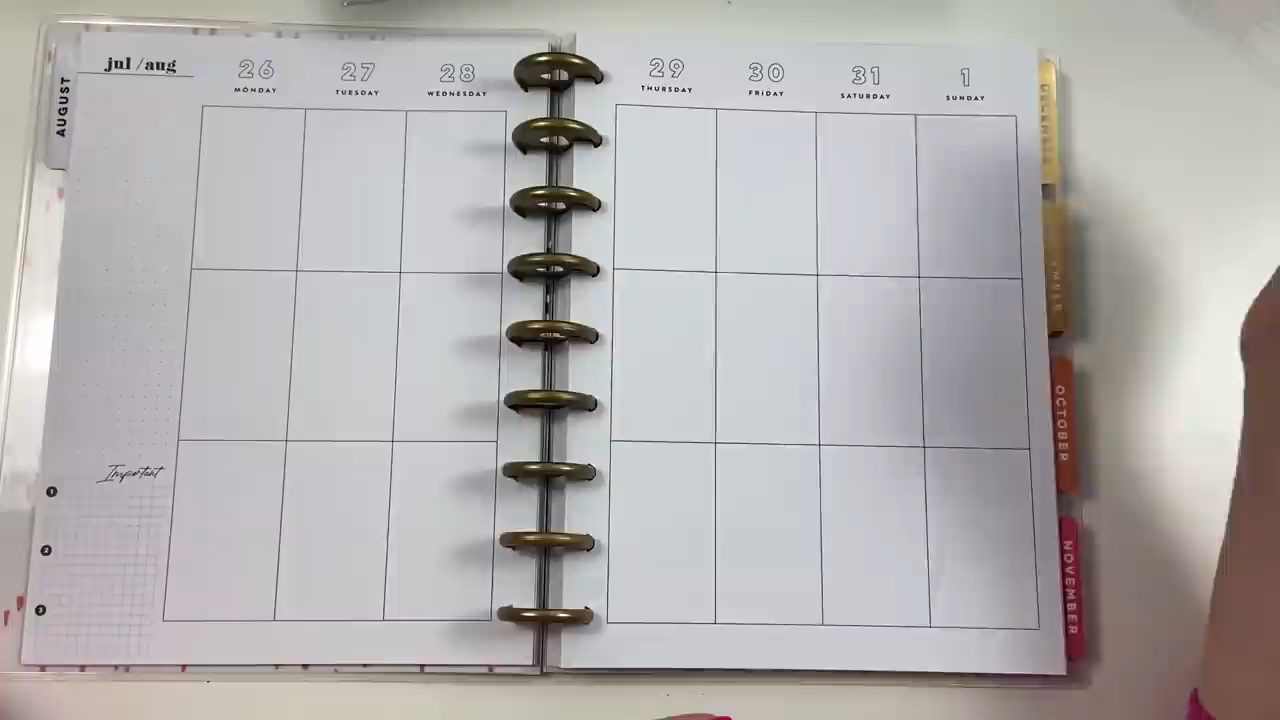 jul/aug
26 27 28 29 30 31 1
MONDAY TUESDAY WEDNESDAY THURSDAY FRIDAY SATURDAY SUNDAY
AUGUST
Important
1
2
3
OCTOBER
NOVEMBER